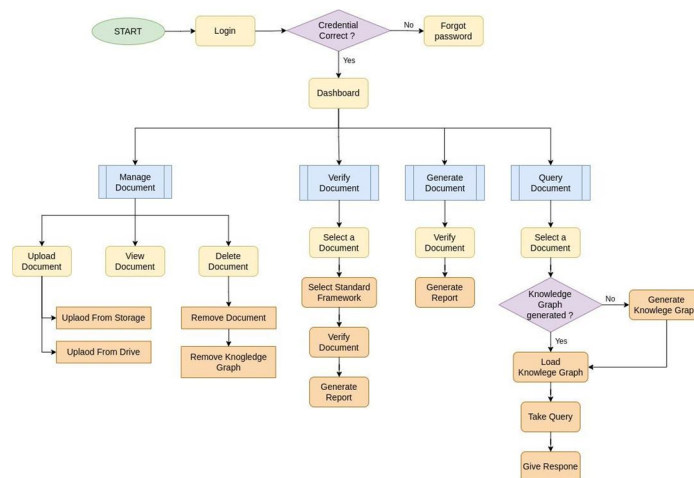 START
Login
Credential
Correct ?
No
Forgot
password
Yes
Dashboard
Manage
Document
Verify
Document
Generate
Document
Query
Document
Upload
Document
View
Document
Delete
Document
Select a
Document
Verify
Document
Select a
Document
Uplaod From Storage
Uplaod From Drive
Remove Document
Remove Knogledge
Graph
Select Standard
Framework
Verify
Document
Generate
Report
Generate
Report
Knowledge
Graph
generated ?
No
Generate
Knowlege Graph
Yes
Load
Knowlege Graph
Take Query
Give Respone